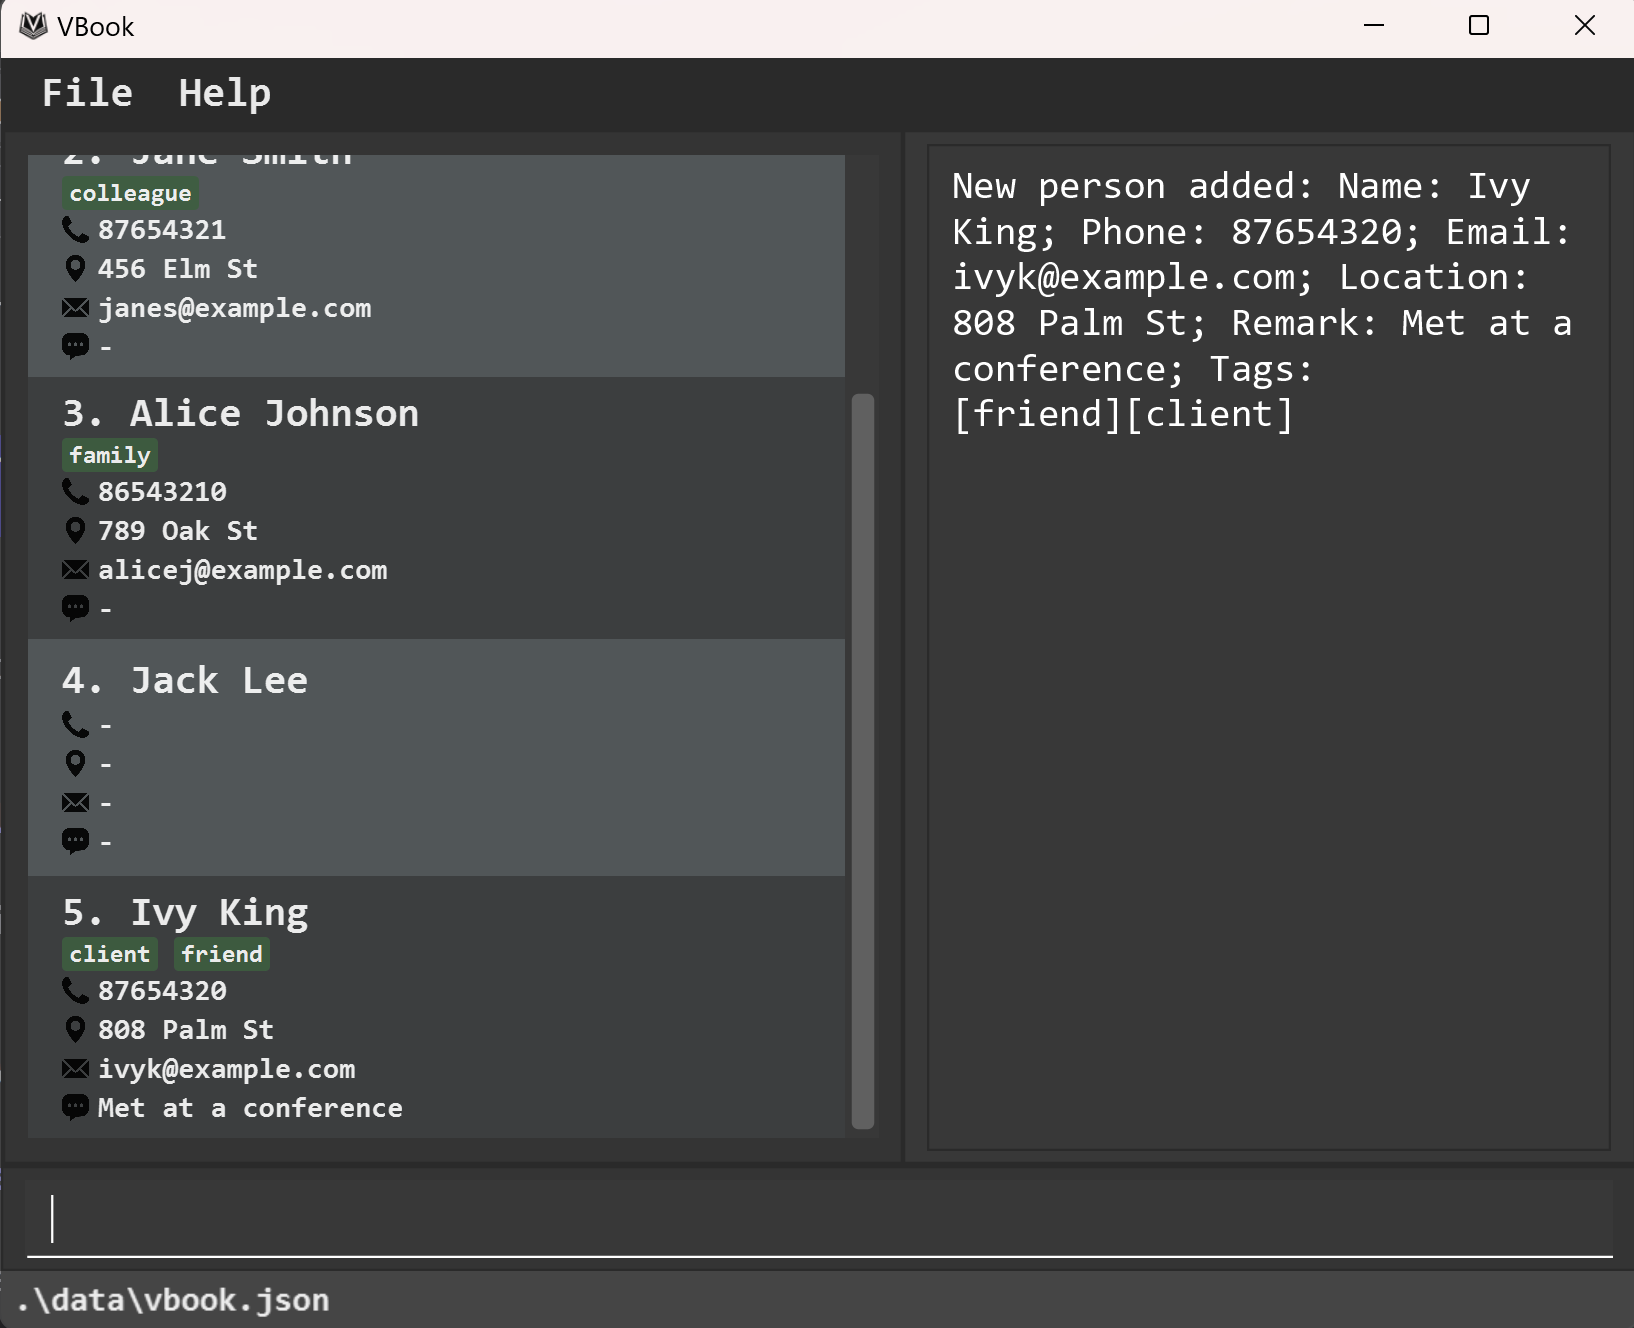 VBook
File Help
2. Jane Smith
colleague
87654321
456 Elm St
janes@example.com
-
3. Alice Johnson
family
86543210
789 Oak St
alicej@example.com
-
4. Jack Lee
-
-
-
-
5. Ivy King
client friend
87654320
808 Palm St
ivyk@example.com
Met at a conference
New person added: Name: Ivy
King; Phone: 87654320; Email:
ivyk@example.com; Location:
808 Palm St; Remark: Met at a
conference; Tags:
[friend][client]
.\data\vbook.json